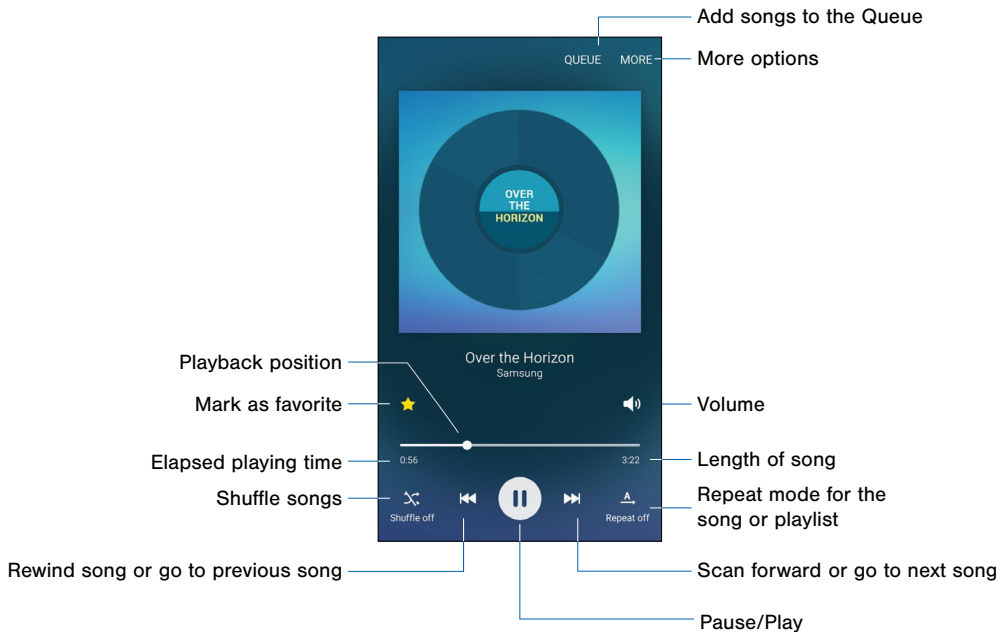 Add songs to the Queue
QUEUE MORE
More options
OVER
THE
HORIZON
Over the Horizon
Samsung
Playback position
Mark as favorite
Volume
0:56
3:22
Elapsed playing time
Length of song
Shuffle songs
Shuffle off
A
Repeat off
Repeat mode for the
song or playlist
Rewind song or go to previous song
Scan forward or go to next song
Pause/Play